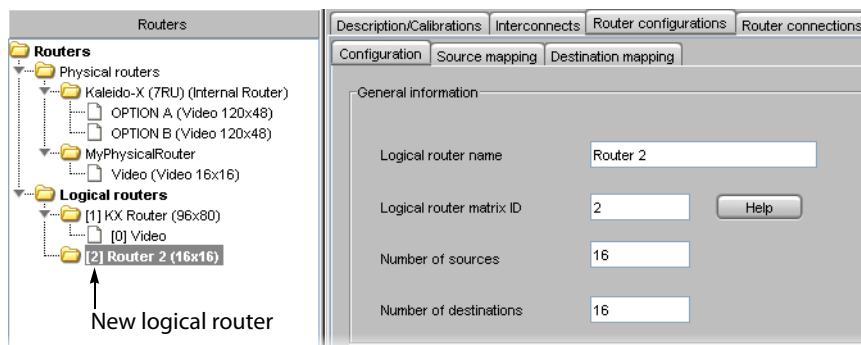 Routers
Routers
Physical routers
Kaleido-X (7RU) (Internal Router)
OPTION A (Video 120x48)
OPTION B (Video 120x48)
MyPhysicalRouter
Video (Video 16x16)
Logical routers
[1] KX Router (96x80)
[0] Video
[2] Router 2 (16x16)
New logical router
Description/Calibrations Interconnects Router configurations Router connections
Configuration Source mapping Destination mapping
General information
Logical router name Router 2
Logical router matrix ID 2 Help
Number of sources 16
Number of destinations 16